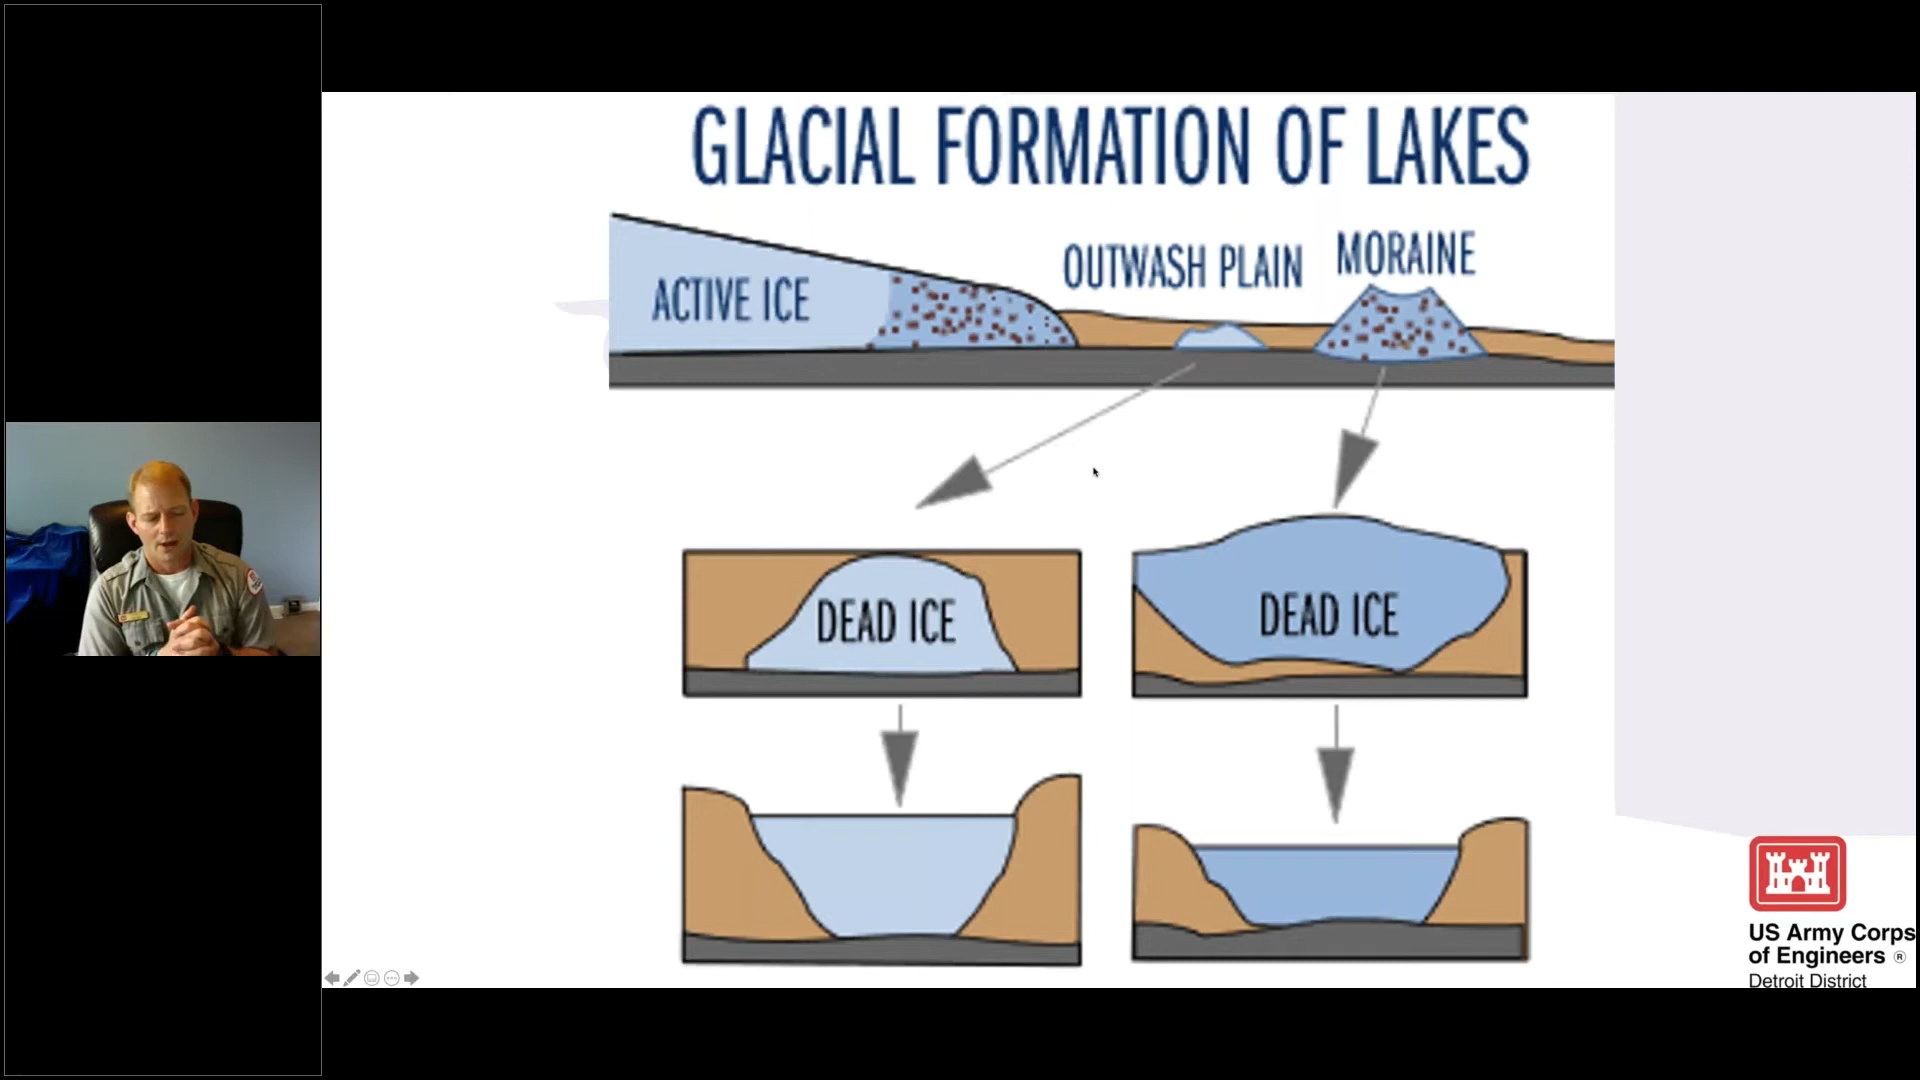 GLACIAL FORMATION OF LAKES
ACTIVE ICE
OUTWASH PLAIN
MORAINE
DEAD ICE
DEAD ICE
US Army Corps
of Engineers ®
Detroit District